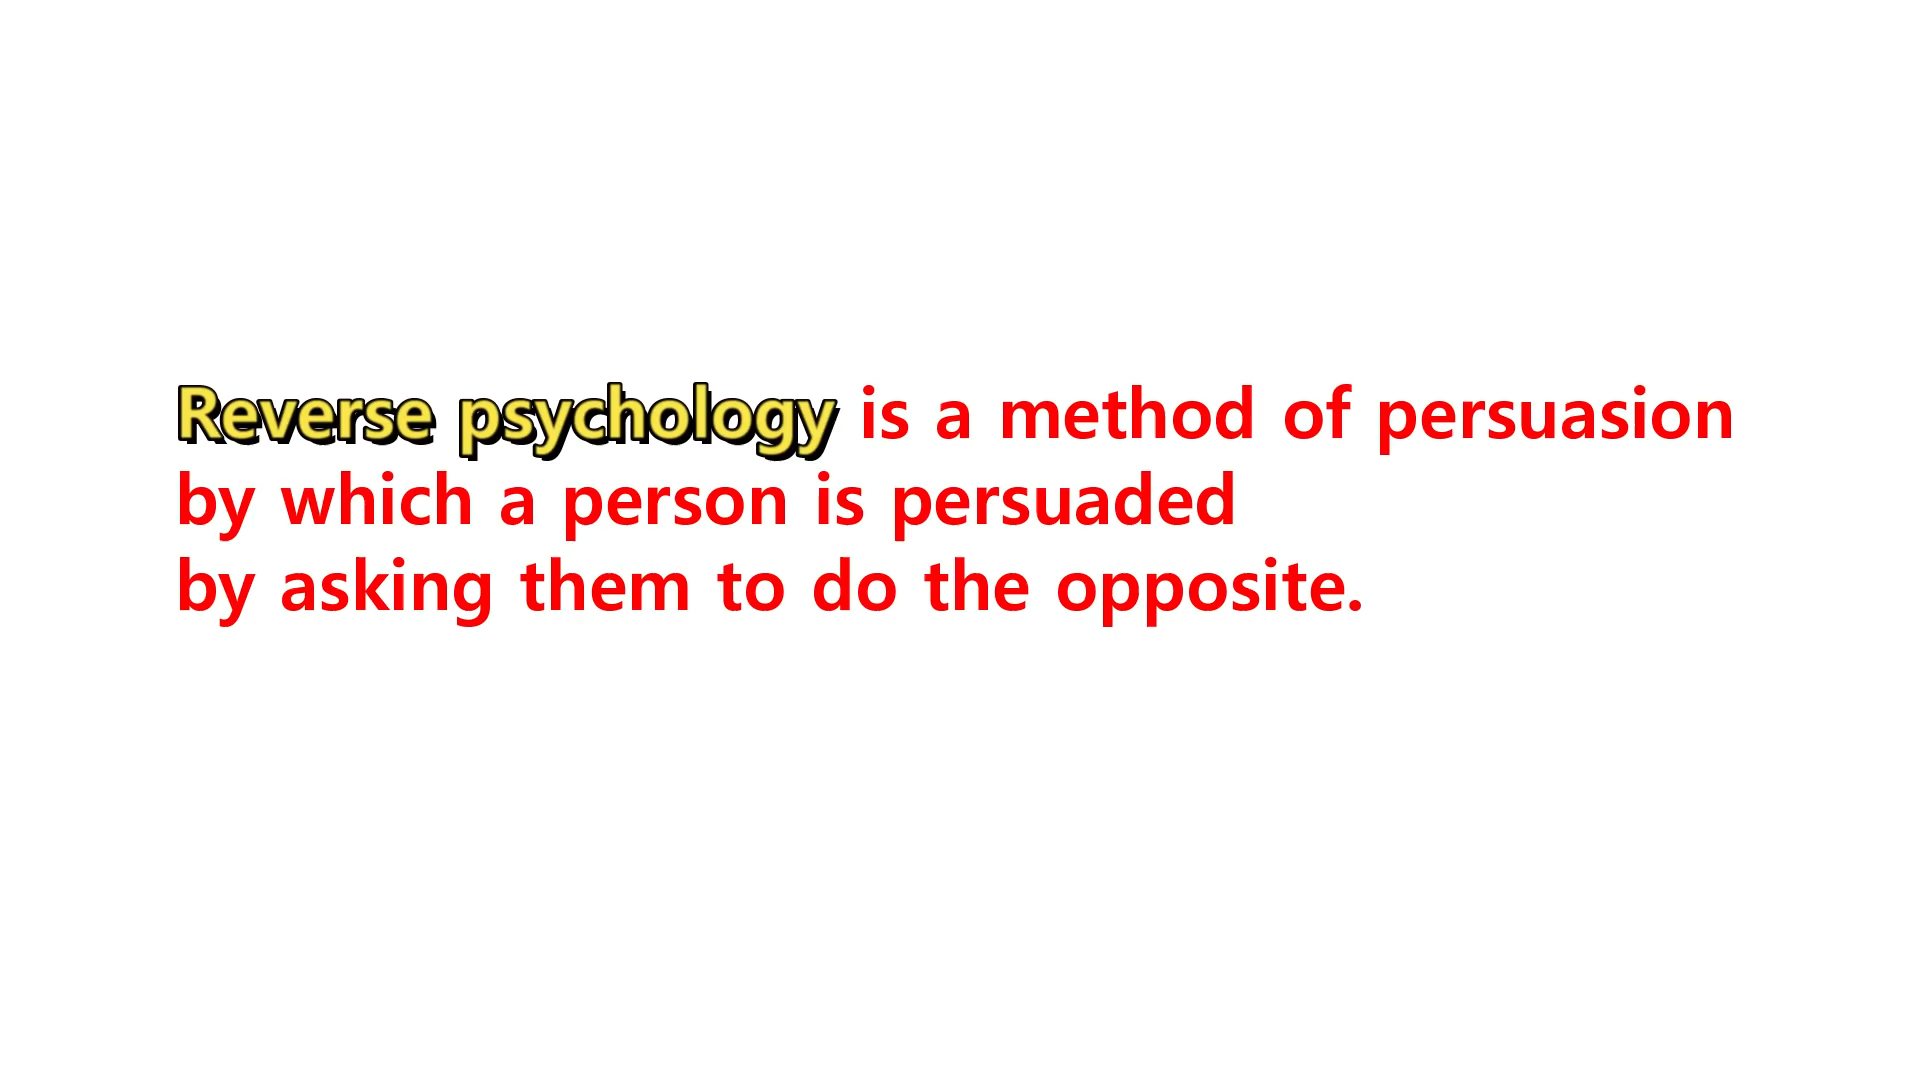 Reverse psychology is a method of persuasion
by which a person is persuaded
by asking them to do the opposite.